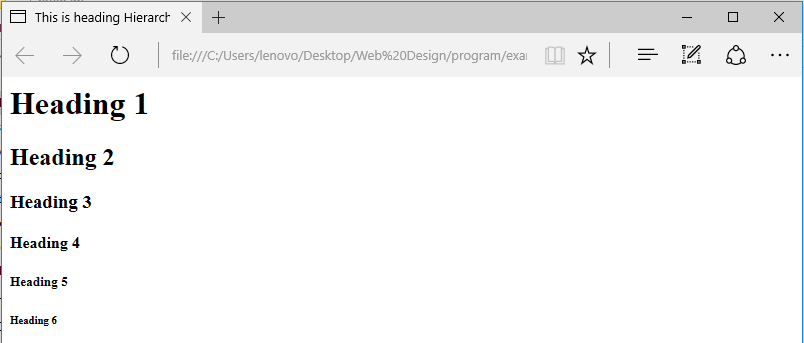 This is heading Hierarch
file:///C:/Users/lenovo/Desktop/Web%20Design/program/exa
Heading 1
Heading 2
Heading 3
Heading 4
Heading 5
Heading 6